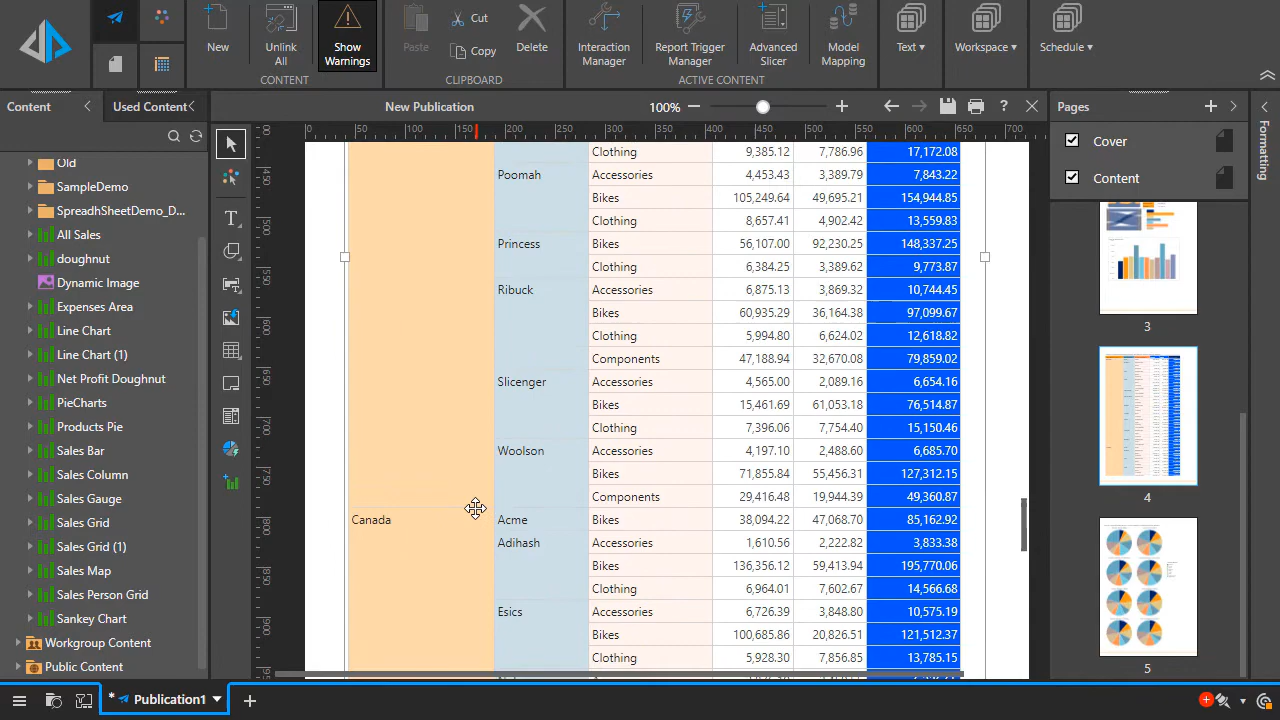 New
Unlink All
Show Warnings
CONTENT
Paste
Cut
Copy
Delete
CLIPBOARD
Interaction Manager
Report Trigger Manager
Advanced Slicer
Model Mapping
ACTIVE CONTENT
Text
Workspace
Schedule
Content
Used Content
New Publication
100%
Pages
Formatting
Cover
Content
3
4
5
Old
SampleDemo
SpreadhSheetDemo_D...
All Sales
doughnut
Dynamic Image
Expenses Area
Line Chart
Line Chart (1)
Net Profit Doughnut
PieCharts
Products Pie
Sales Bar
Sales Column
Sales Gauge
Sales Grid
Sales Grid (1)
Sales Map
Sales Person Grid
Sankey Chart
Workgroup Content
Public Content
0 50 100 150 200 250 300 350 400 450 500 550 600 650 700
Clothing 9,385.12 7,786.96 17,172.08
Poomah Accessories 4,453.43 3,389.79 7,843.22
Bikes 105,249.64 49,695.21 154,944.85
Clothing 8,657.41 4,902.42 13,559.83
Princess Bikes 56,107.00 92,230.25 148,337.25
Clothing 6,384.25 3,389.62 9,773.87
Ribuck Accessories 6,875.13 3,869.32 10,744.45
Bikes 60,935.29 36,164.38 97,099.67
Clothing 5,994.80 6,624.02 12,618.82
Components 47,188.94 32,670.08 79,859.02
Slicenger Accessories 4,565.00 2,089.16 6,654.16
Bikes 15,461.69 61,053.18 76,514.87
Clothing 7,396.06 7,754.40 15,150.46
Woolson Accessories 4,197.10 2,488.60 6,685.70
Bikes 71,855.84 55,456.31 127,312.15
Components 29,416.48 19,944.39 49,360.87
Canada Acme Bikes 38,094.22 47,068.70 85,162.92
Adihash Accessories 1,610.56 2,222.82 3,833.38
Bikes 136,356.12 59,413.94 195,770.06
Clothing 6,964.01 7,602.67 14,566.68
Esics Accessories 6,726.39 3,848.80 10,575.19
Bikes 100,685.86 20,826.51 121,512.37
Clothing 5,928.30 7,856.85 13,785.15
* Publication1